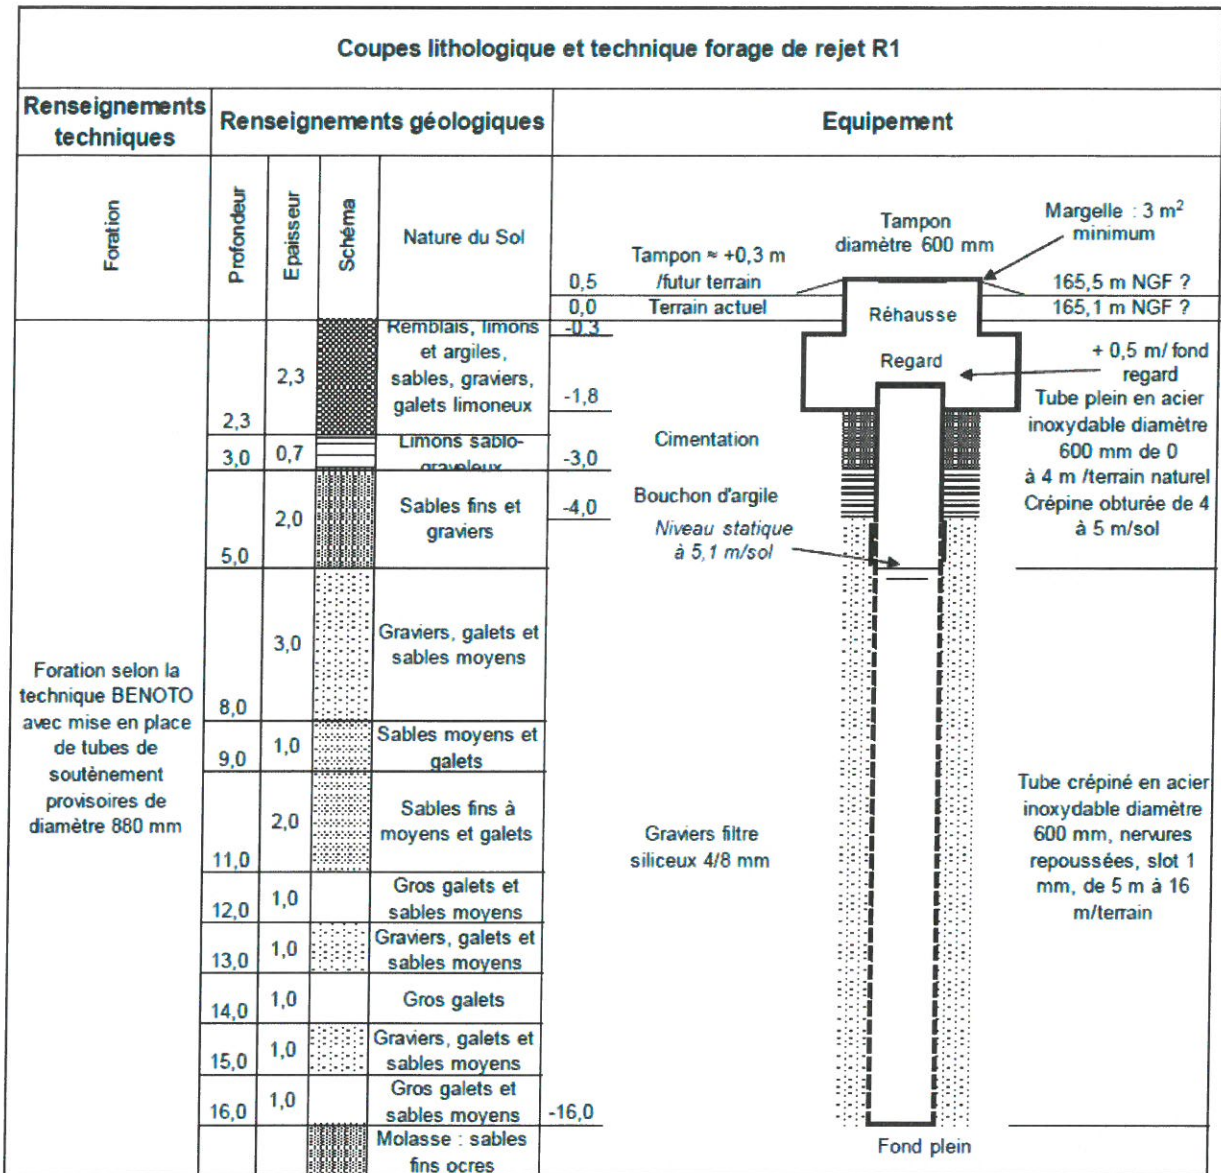 Coupes lithologique et technique forage de rejet R1
Renseignements
techniques
Renseignements géologiques
Equipement
Foration
Profondeur
Epaisseur
Schéma
Nature du Sol
Tampon
diamètre 600 mm
Margelle : 3 m²
minimum
Tampon ≈ +0,3 m
/futur terrain
0,5
165,5 m NGF ?
0,0
Terrain actuel
165,1 m NGF ?
Réhausse
-0,3
Remblais, limons
et argiles,
sables, graviers,
galets limoneux
2,3
2,3
Regard
+ 0,5 m/ fond
regard
-1,8
Tube plein en acier
inoxydable diamètre
600 mm de 0
à 4 m /terrain naturel
Crépine obturée de 4
à 5 m/sol
Limons sablo-
graveleux
0,7
3,0
Cimentation
-3,0
Bouchon d'argile
-4,0
Sables fins et
graviers
2,0
5,0
Niveau statique
à 5,1 m/sol
Graviers, galets et
sables moyens
3,0
8,0
Foration selon la
technique BENOTO
avec mise en place
de tubes de
soutènement
provisoires de
diamètre 880 mm
Sables moyens et
galets
1,0
9,0
Sables fins à
moyens et galets
2,0
11,0
Graviers filtre
siliceux 4/8 mm
Tube crépiné en acier
inoxydable diamètre
600 mm, nervures
repoussées, slot 1
mm, de 5 m à 16
m/terrain
Gros galets et
sables moyens
1,0
12,0
Graviers, galets et
sables moyens
1,0
13,0
Gros galets
1,0
14,0
Graviers, galets et
sables moyens
1,0
15,0
Gros galets et
sables moyens
1,0
16,0
-16,0
Molasse : sables
fins ocres
Fond plein